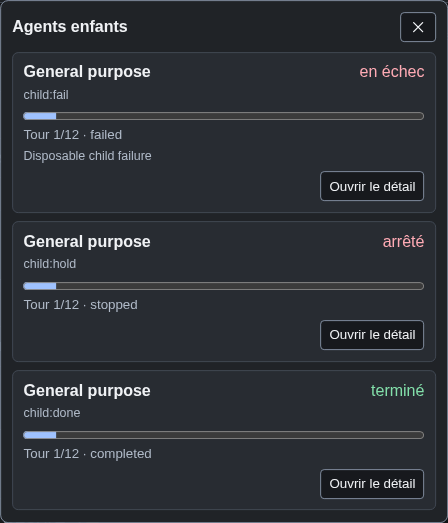 Agents enfants
General purpose
en échec
child:fail
Tour 1/12 · failed
Disposable child failure
Ouvrir le détail
General purpose
arrêté
child:hold
Tour 1/12 · stopped
Ouvrir le détail
General purpose
terminé
child:done
Tour 1/12 · completed
Ouvrir le détail